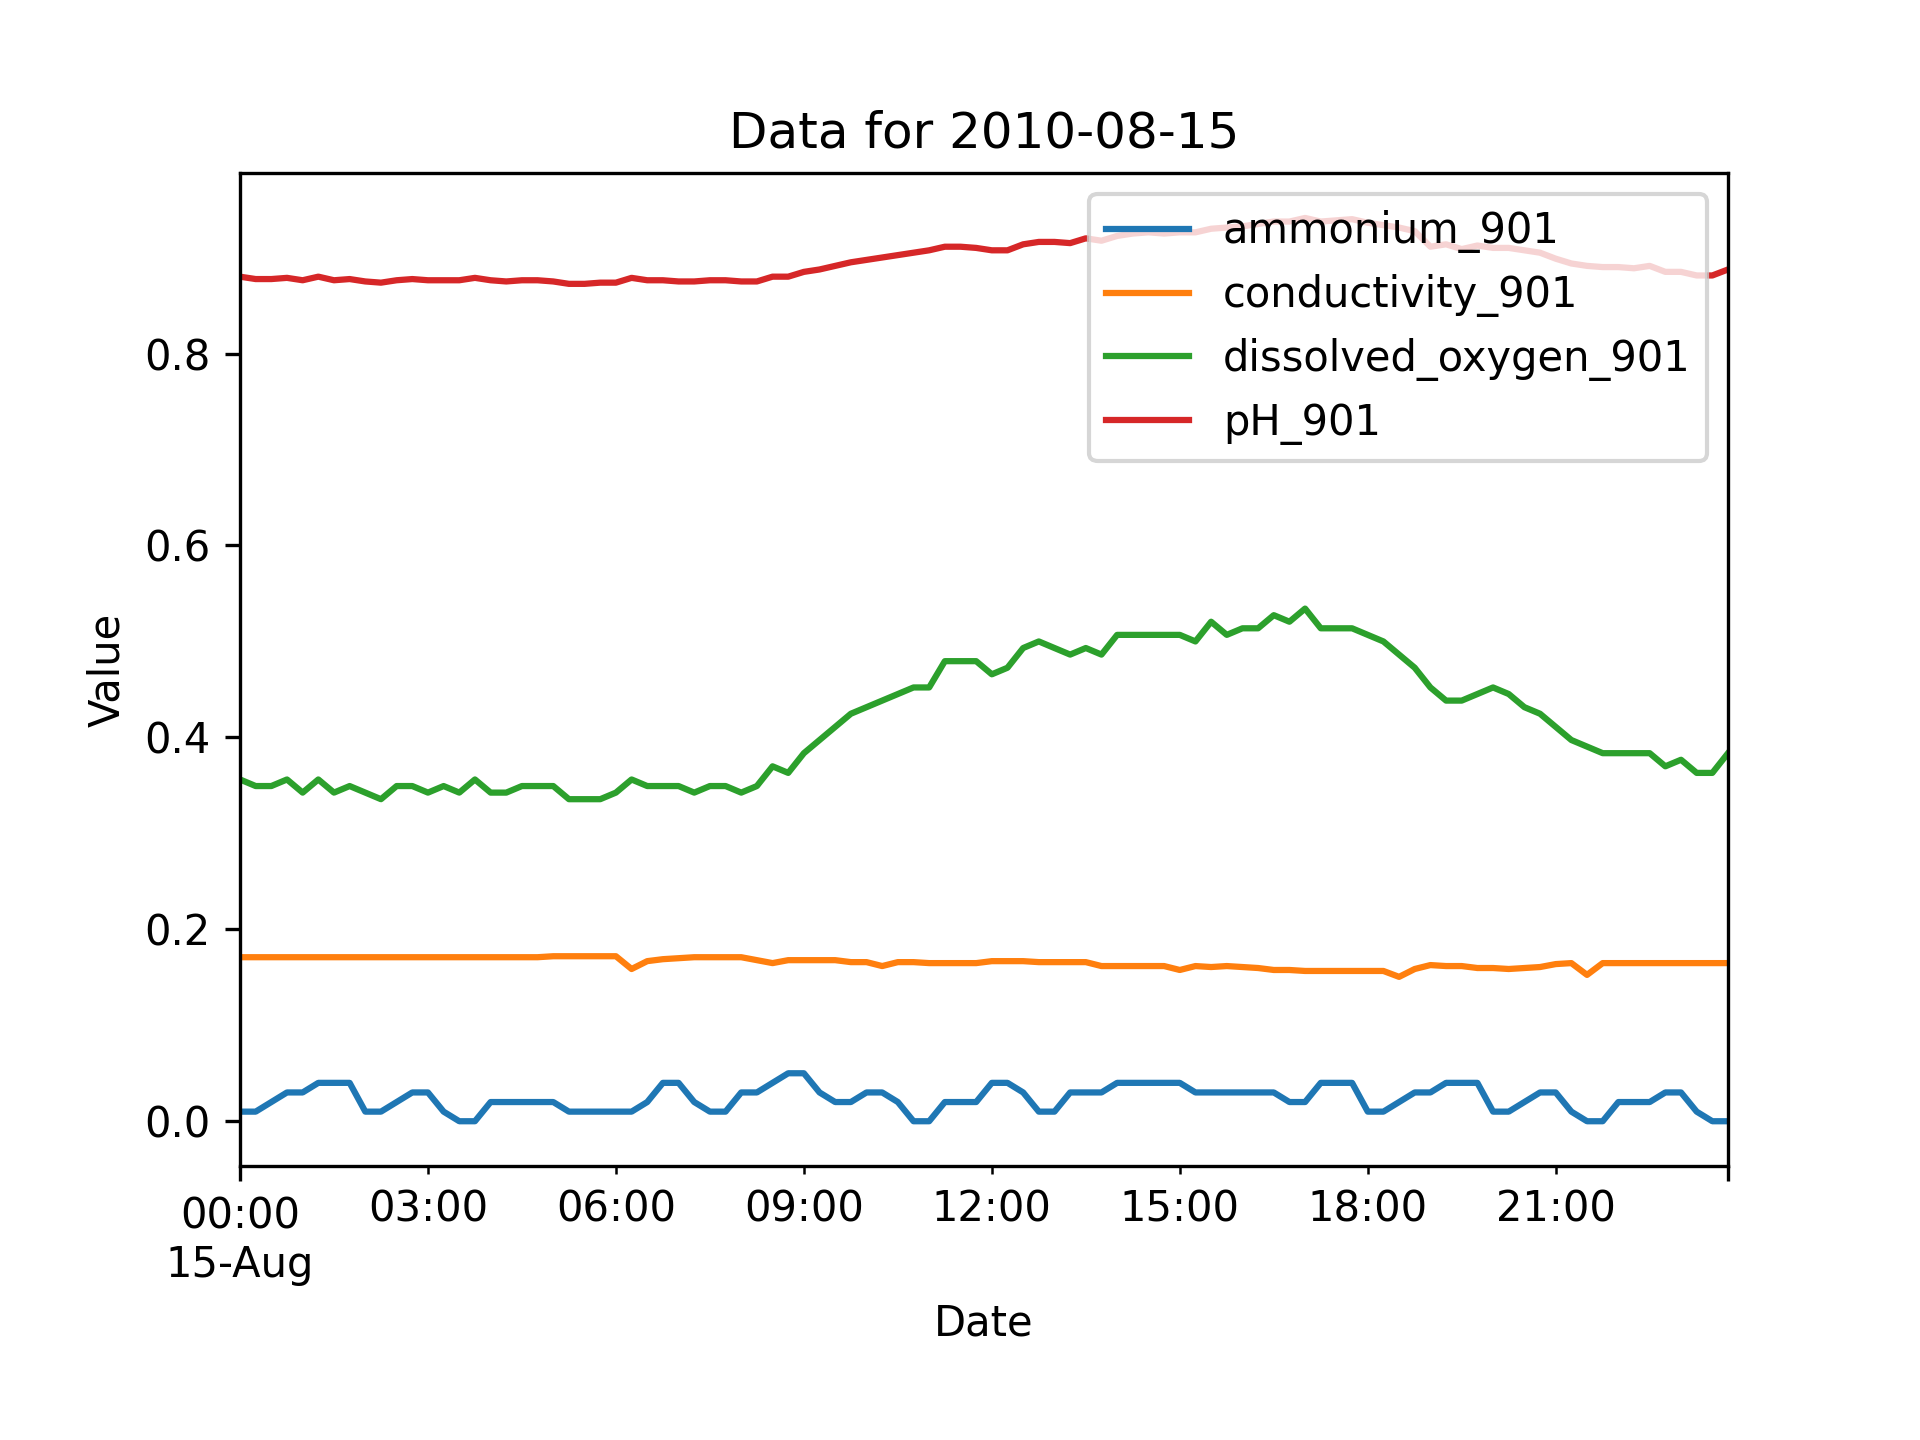 Data for 2010-08-15
ammonium_901
conductivity_901
dissolved_oxygen_901
pH_901
0.8
0.6
0.4
0.2
0.0
Value
00:00 03:00 06:00 09:00 12:00 15:00 18:00 21:00
15-Aug
Date